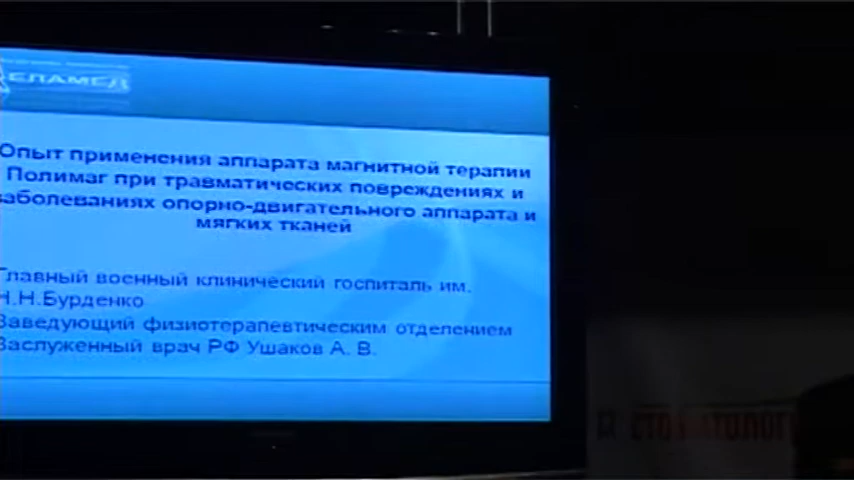 ЕЛАМЕД
Опыт применения аппарата магнитной терапии
Полимаг при травматических повреждениях и
заболеваниях опорно-двигательного аппарата и
мягких тканей
Главный военный клинический госпиталь им.
Н.Н.Бурденко
Заведующий физиотерапевтическим отделением
Заслуженный врач РФ Ушаков А. В.